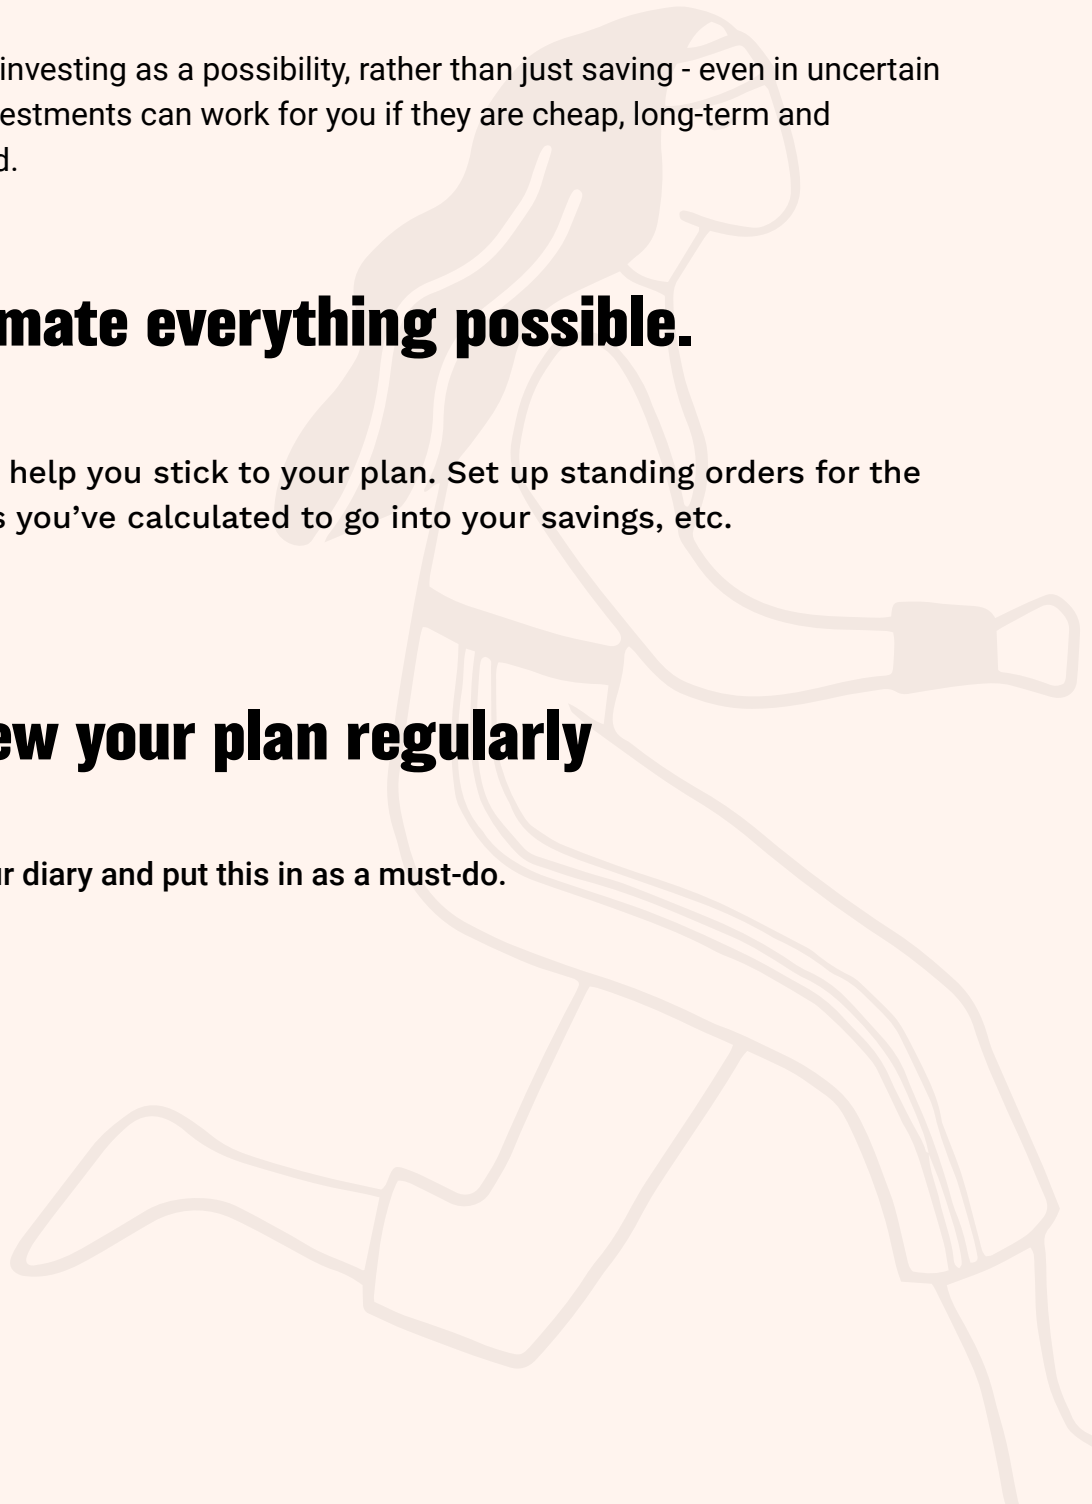 investing as a possibility, rather than just saving - even in uncertain
estments can work for you if they are cheap, long-term and
d.
mate everything possible.
help you stick to your plan. Set up standing orders for the
s you’ve calculated to go into your savings, etc.
ew your plan regularly
ur diary and put this in as a must-do.